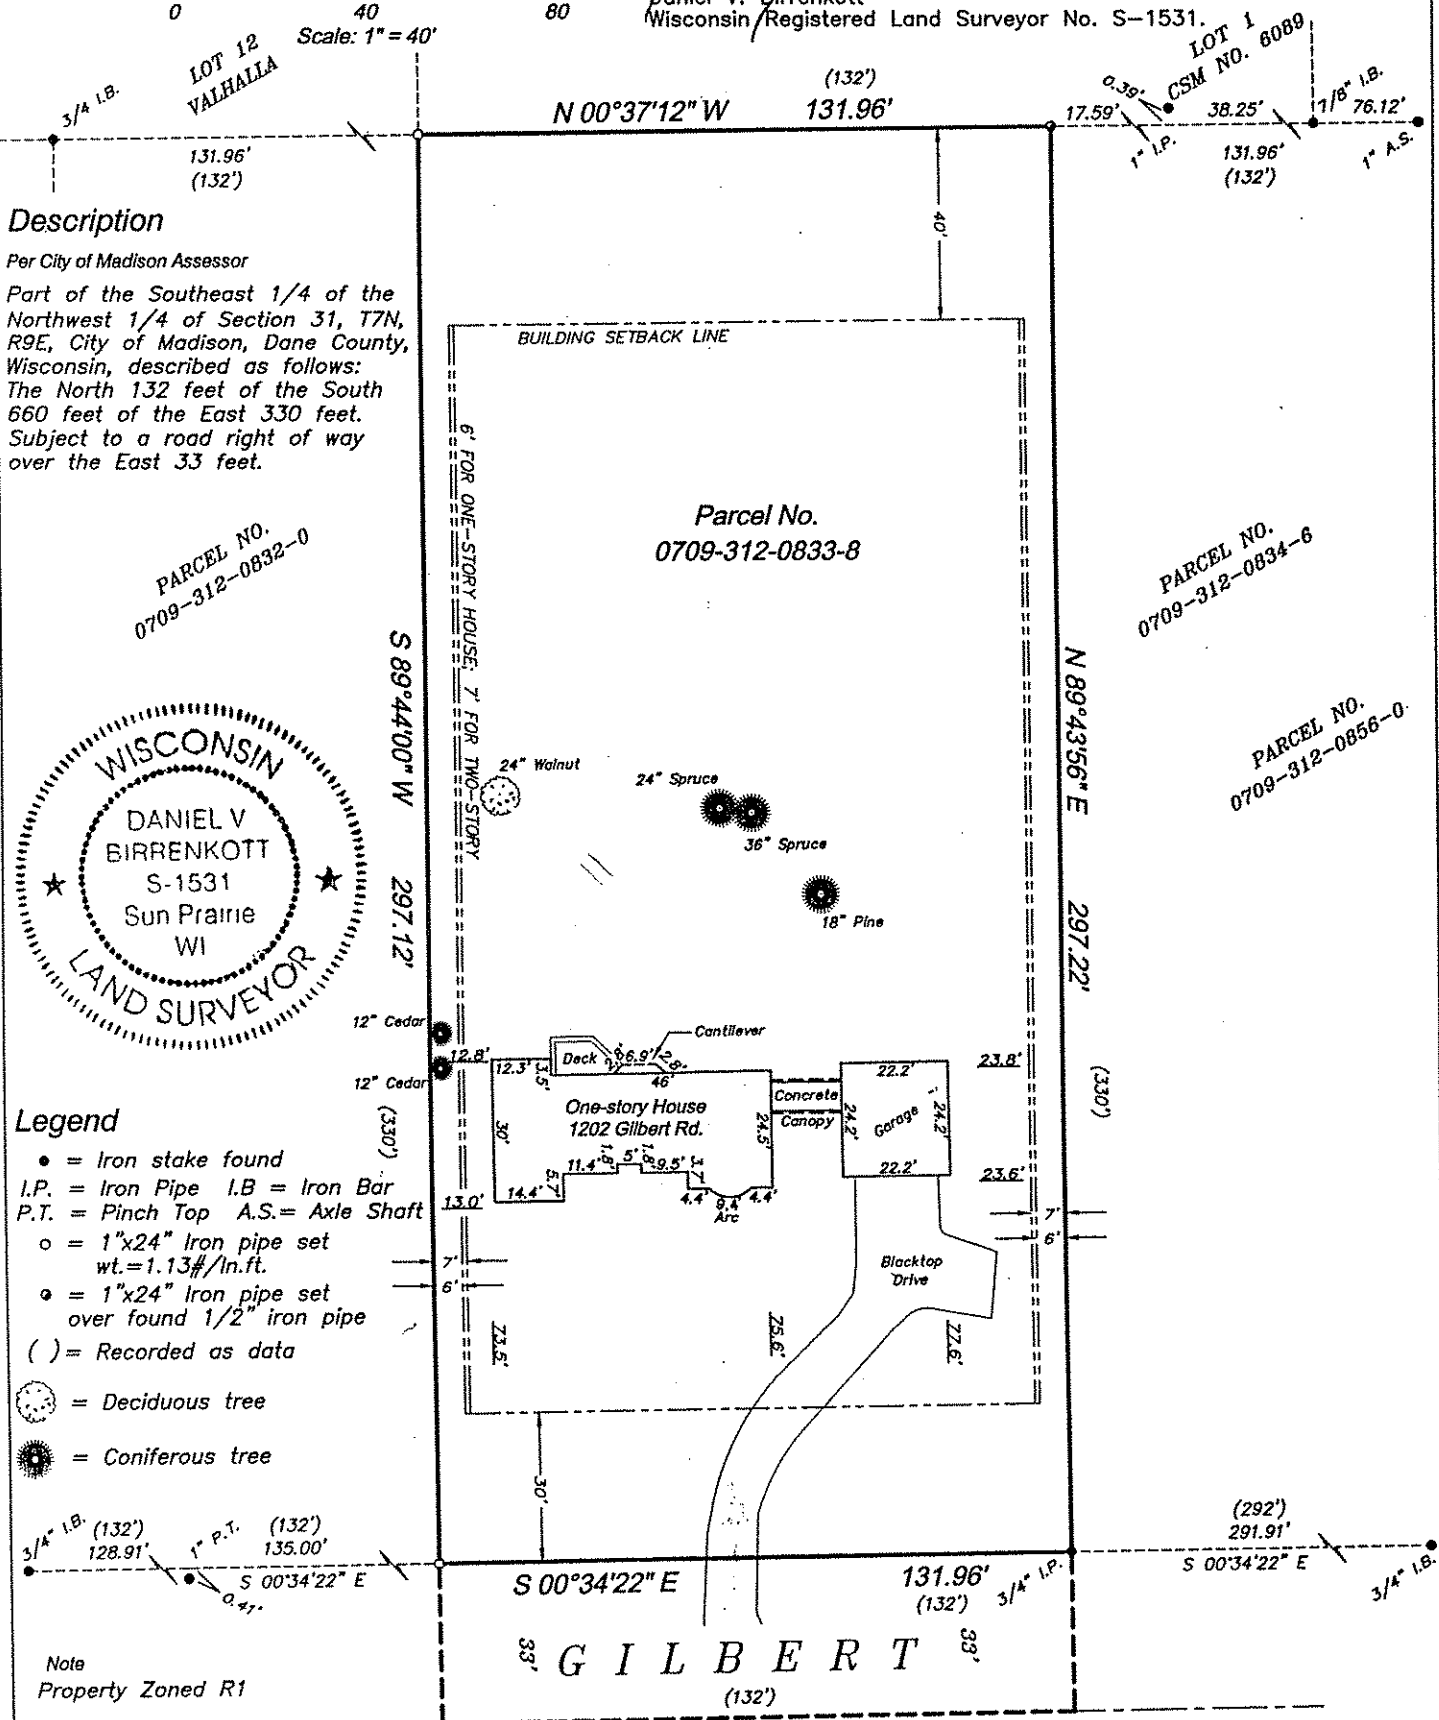 0 40 80
Scale: 1" = 40'
Daniel V. Birrenkott
Wisconsin Registered Land Surveyor No. S-1531.
LOT 12
VALHALLA
3/4 I.B.
131.96'
(132')
N 00°37'12" W
(132')
131.96'
LOT 1
CSM NO. 6089
0.39'
17.59'
38.25'
1/8" I.B.
76.12'
1" I.P.
131.96'
(132')
1" A.S.
40'
BUILDING SETBACK LINE
Description
Per City of Madison Assessor
Part of the Southeast 1/4 of the
Northwest 1/4 of Section 31, T7N,
R9E, City of Madison, Dane County,
Wisconsin, described as follows:
The North 132 feet of the South
660 feet of the East 330 feet.
Subject to a road right of way
over the East 33 feet.
6' FOR ONE-STORY HOUSE; 7' FOR TWO-STORY
Parcel No.
0709-312-0833-8
PARCEL NO.
0709-312-0832-0
PARCEL NO.
0709-312-0834-6
PARCEL NO.
0709-312-0856-0
S 89°44'00" W 297.12'
N 89°43'56" E 297.22'
WISCONSIN
DANIEL V
BIRRENKOTT
S-1531
Sun Prairie
WI
LAND SURVEYOR
24" Walnut
24" Spruce
36" Spruce
18" Pine
12" Cedar
12" Cedar
12.8'
12.3'
3.5'
Deck
2.8'
6.9'
2.8'
Cantilever
46'
One-story House
1202 Gilbert Rd.
30'
24.5'
Concrete
Canopy
22.2'
24.2'
Garage
24.2'
22.2'
23.8'
23.6'
(330')
(330')
11.4'
1.8'
5'
1.8'
9.5'
3.7'
5.7'
14.4'
4.4'
9.4'
Arc
4.4'
13.0'
7'
6'
7'
6'
Blacktop
Drive
73.5'
75.6'
77.6'
Legend
= Iron stake found
I.P. = Iron Pipe I.B = Iron Bar
P.T. = Pinch Top A.S.= Axle Shaft
= 1"x24" Iron pipe set
wt.=1.13#/ln.ft.
= 1"x24" Iron pipe set
over found 1/2" iron pipe
( )= Recorded as data
= Deciduous tree
= Coniferous tree
30'
3/4" I.B.
(132')
128.91'
1" P.T.
(132')
135.00'
S 00°34'22" E
0.47'
S 00°34'22" E
131.96'
(132')
3/4" I.P.
(292')
291.91'
S 00°34'22" E
3/4" I.B.
33'
GILBERT
33'
(132')
Note
Property Zoned R1